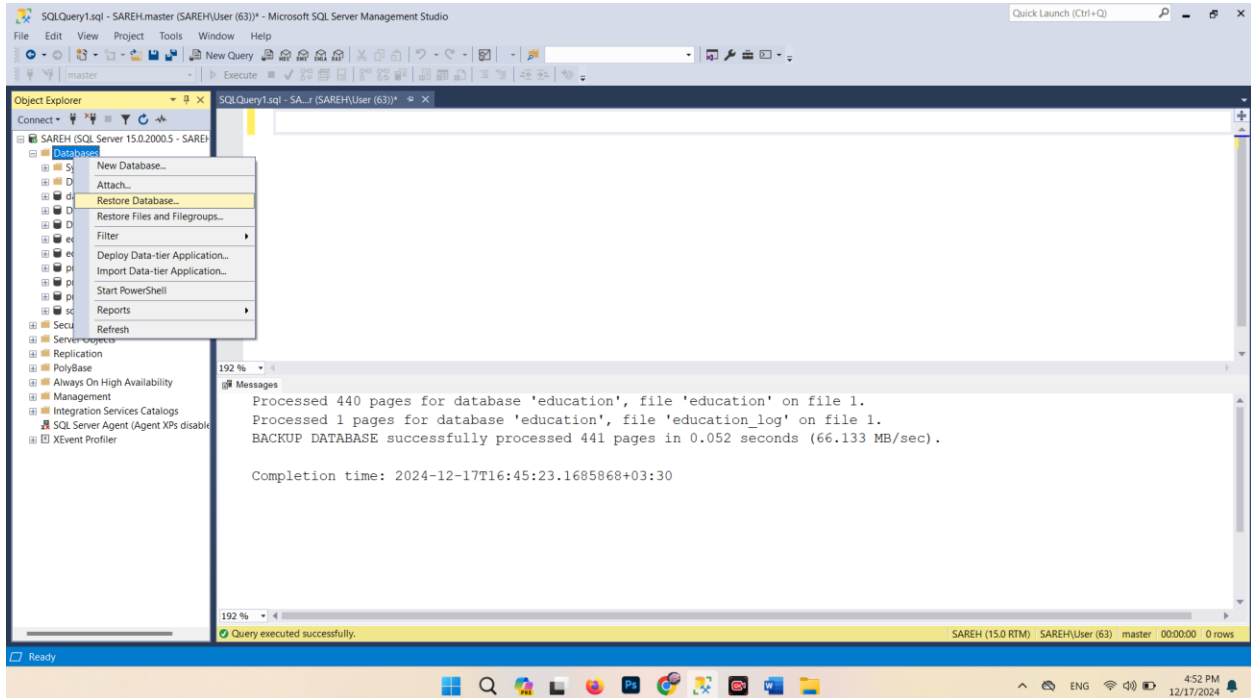 SQLQuery1.sql - SAREH.master (SAREH\User (63))* - Microsoft SQL Server Management Studio
Quick Launch (Ctrl+Q)
File Edit View Project Tools Window Help
New Query
master
Execute
Object Explorer
SQLQuery1.sql - SA...r (SAREH\User (63))*
Connect
SAREH (SQL Server 15.0.2000.5 - SAREH
Databases
New Database...
Attach...
Restore Database...
Restore Files and Filegroups...
Filter
Deploy Data-tier Application...
Import Data-tier Application...
Start PowerShell
Reports
Refresh
Secu
Server Objects
Replication
PolyBase
Always On High Availability
Management
Integration Services Catalogs
SQL Server Agent (Agent XPs disable
XEvent Profiler
192 %
Messages
Processed 440 pages for database 'education', file 'education' on file 1.
Processed 1 pages for database 'education', file 'education_log' on file 1.
BACKUP DATABASE successfully processed 441 pages in 0.052 seconds (66.133 MB/sec).
Completion time: 2024-12-17T16:45:23.1685868+03:30
192 %
Query executed successfully.
SAREH (15.0 RTM) SAREH\User (63) master 00:00:00 0 rows
Ready
ENG
4:52 PM
12/17/2024